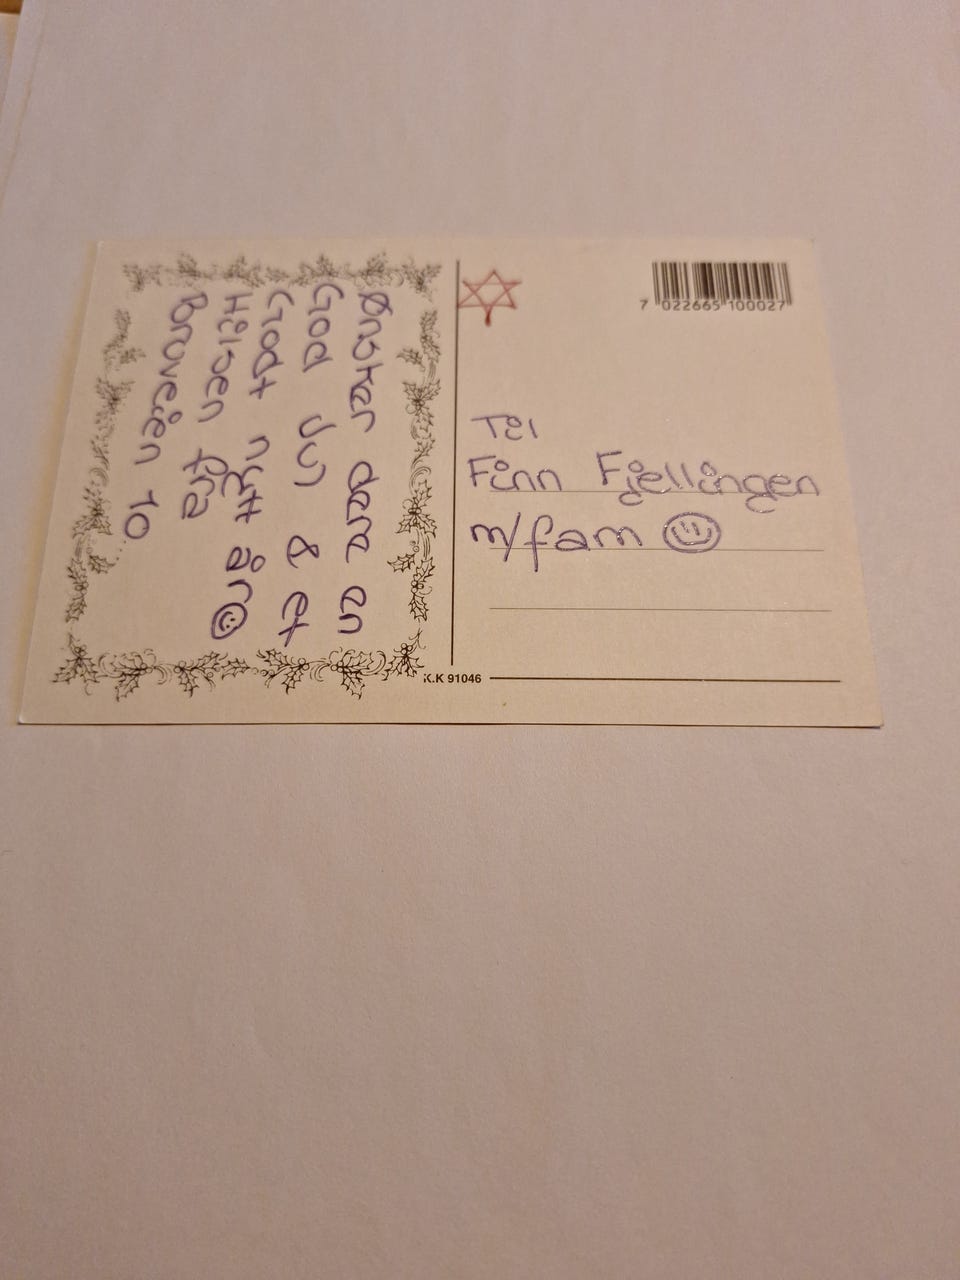 Ønsker dere en
God Jul & et
Godt nytt år☺
Hilsen fra
Bruveien 10
7 022665 100027
Til
Finn Fjellingen
m/fam ☺
K.K 91046